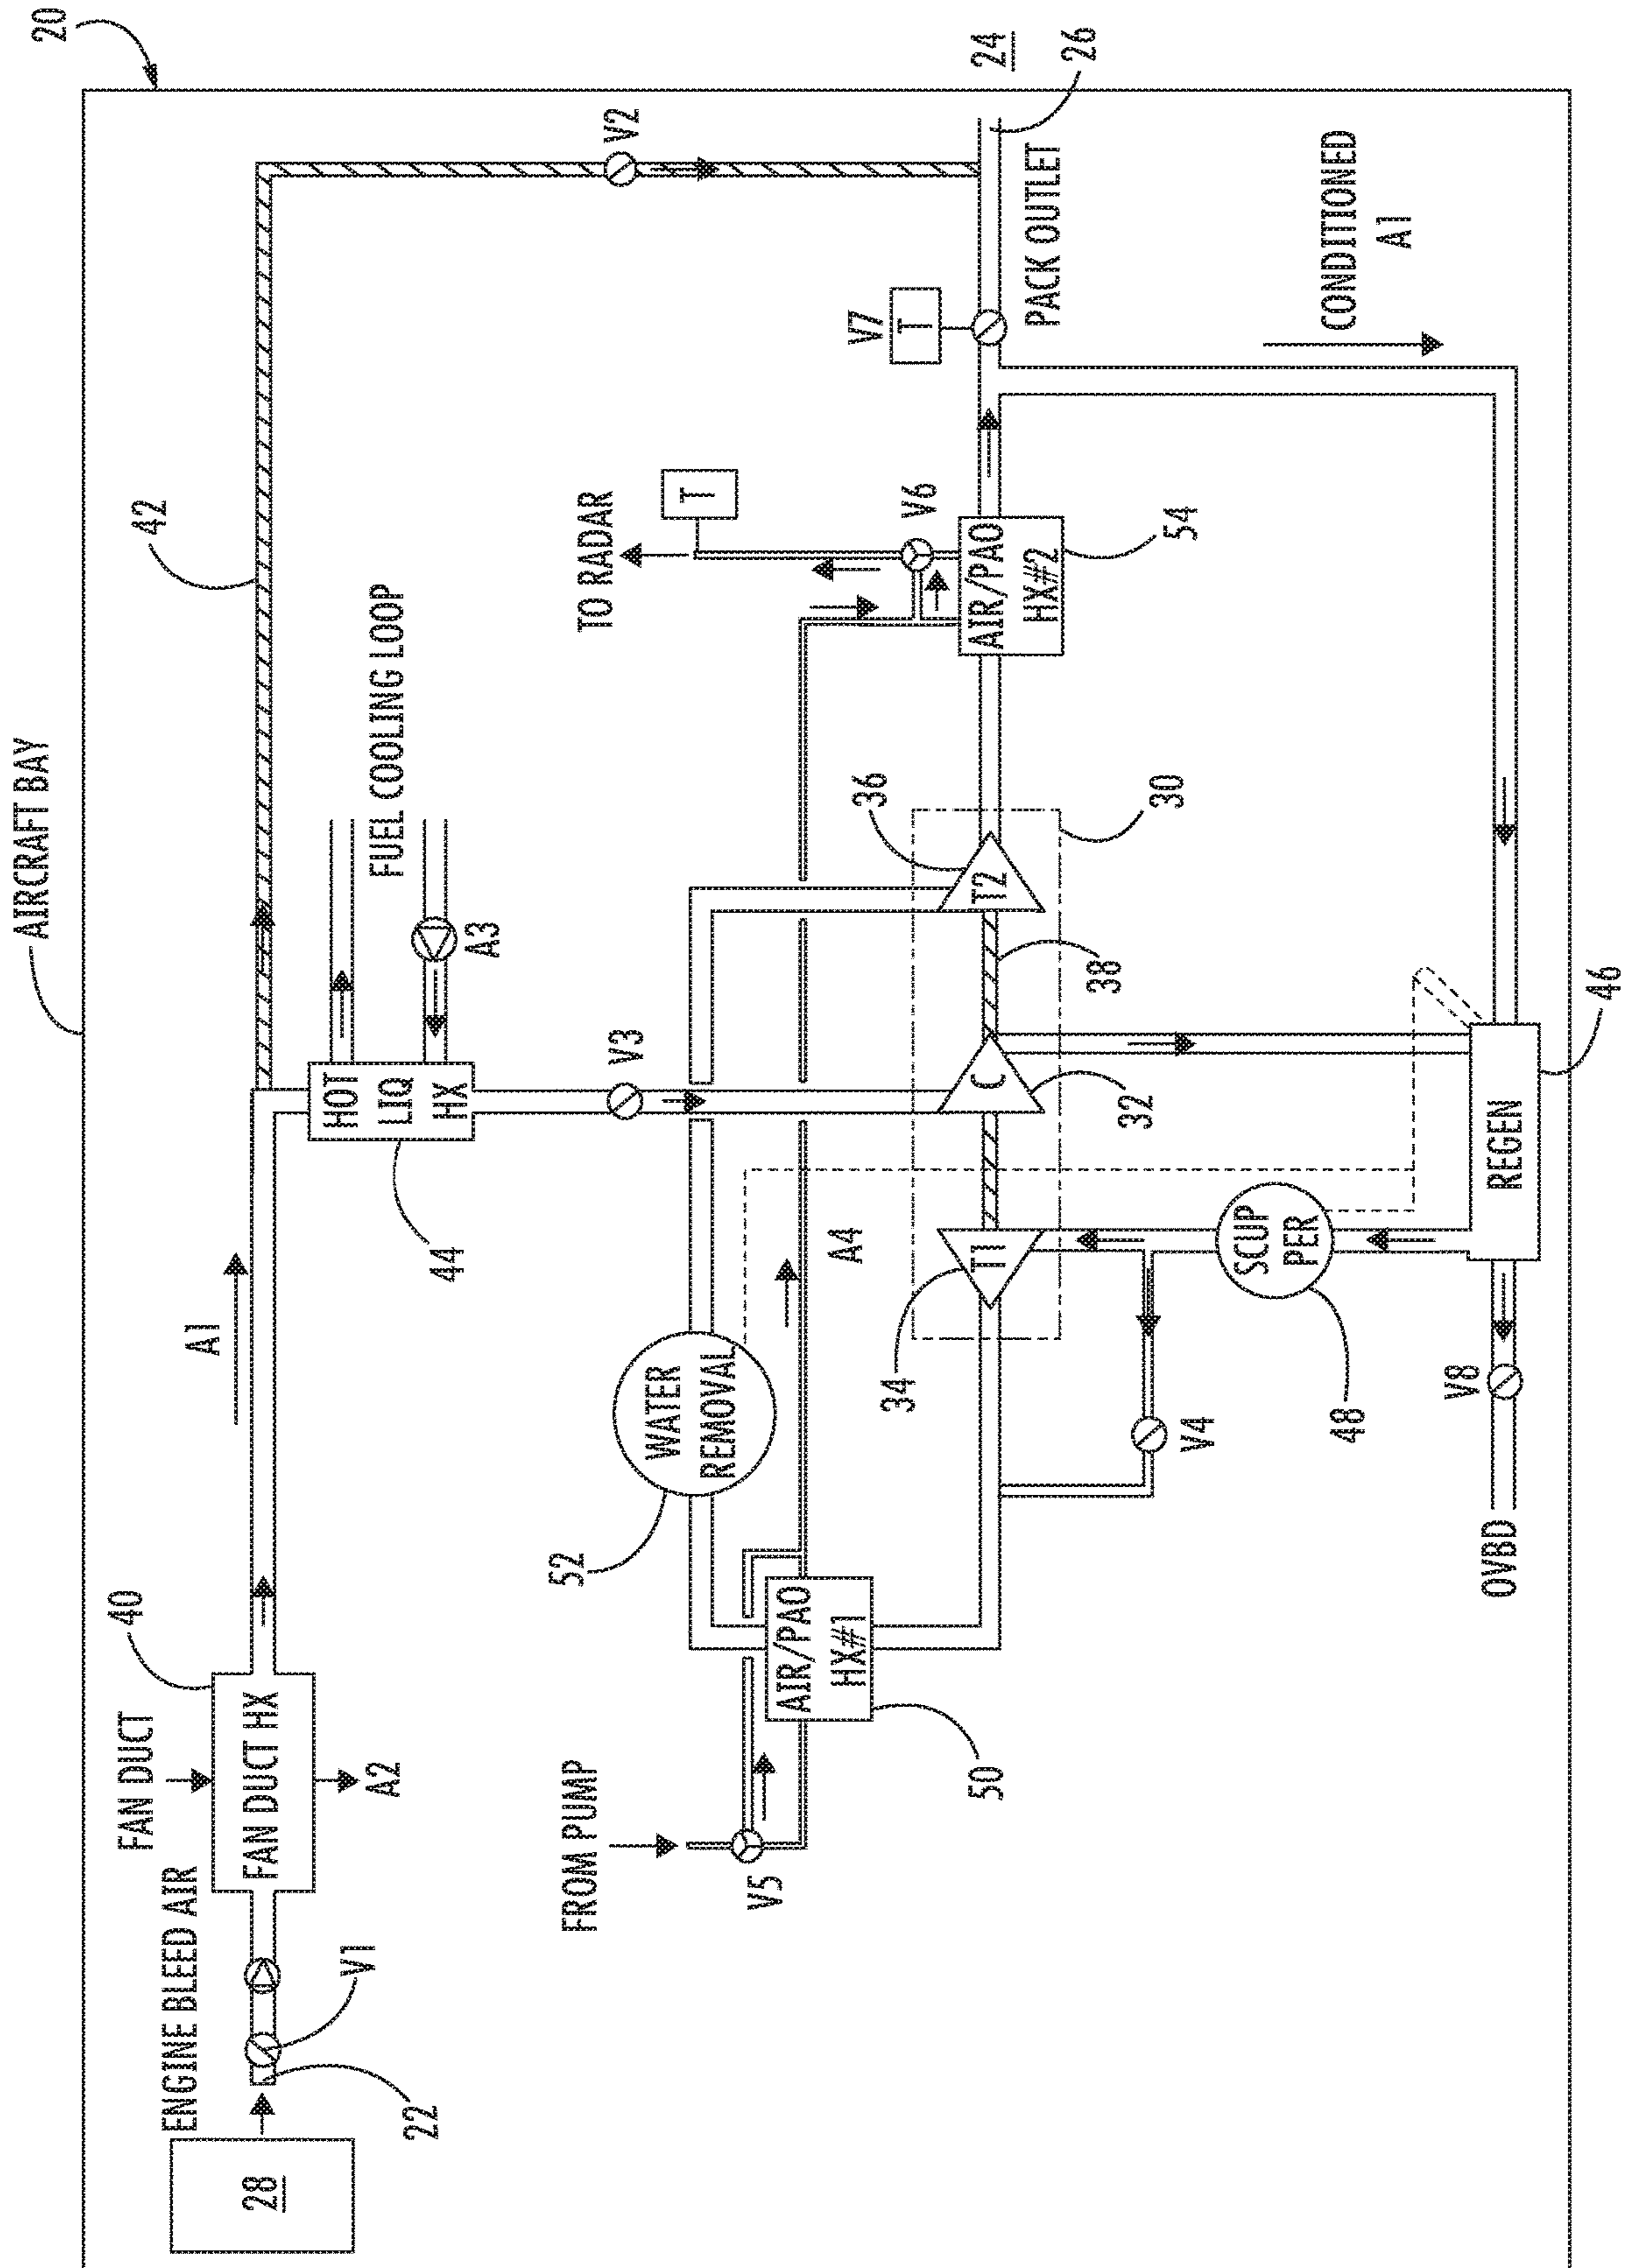 AIRCRAFT BAY
20
42
V2
40
FAN DUCT
ENGINE BLEED AIR
28
22
V1
FAN DUCT HX
A2
A1
44
HOT
LIQ
HX
FUEL COOLING LOOP
A3
V3
FROM PUMP
V5
52
WATER
REMOVAL
AIR/PAO
HX#1
50
A4
TO RADAR
T
V6
AIR/PAO
HX#2
54
V7
T
24
26
PACK OUTLET
34
T1
C
32
T2
36
38
30
V4
SCUP
PER
48
CONDITIONED
A1
OVBD
V8
REGEN
46